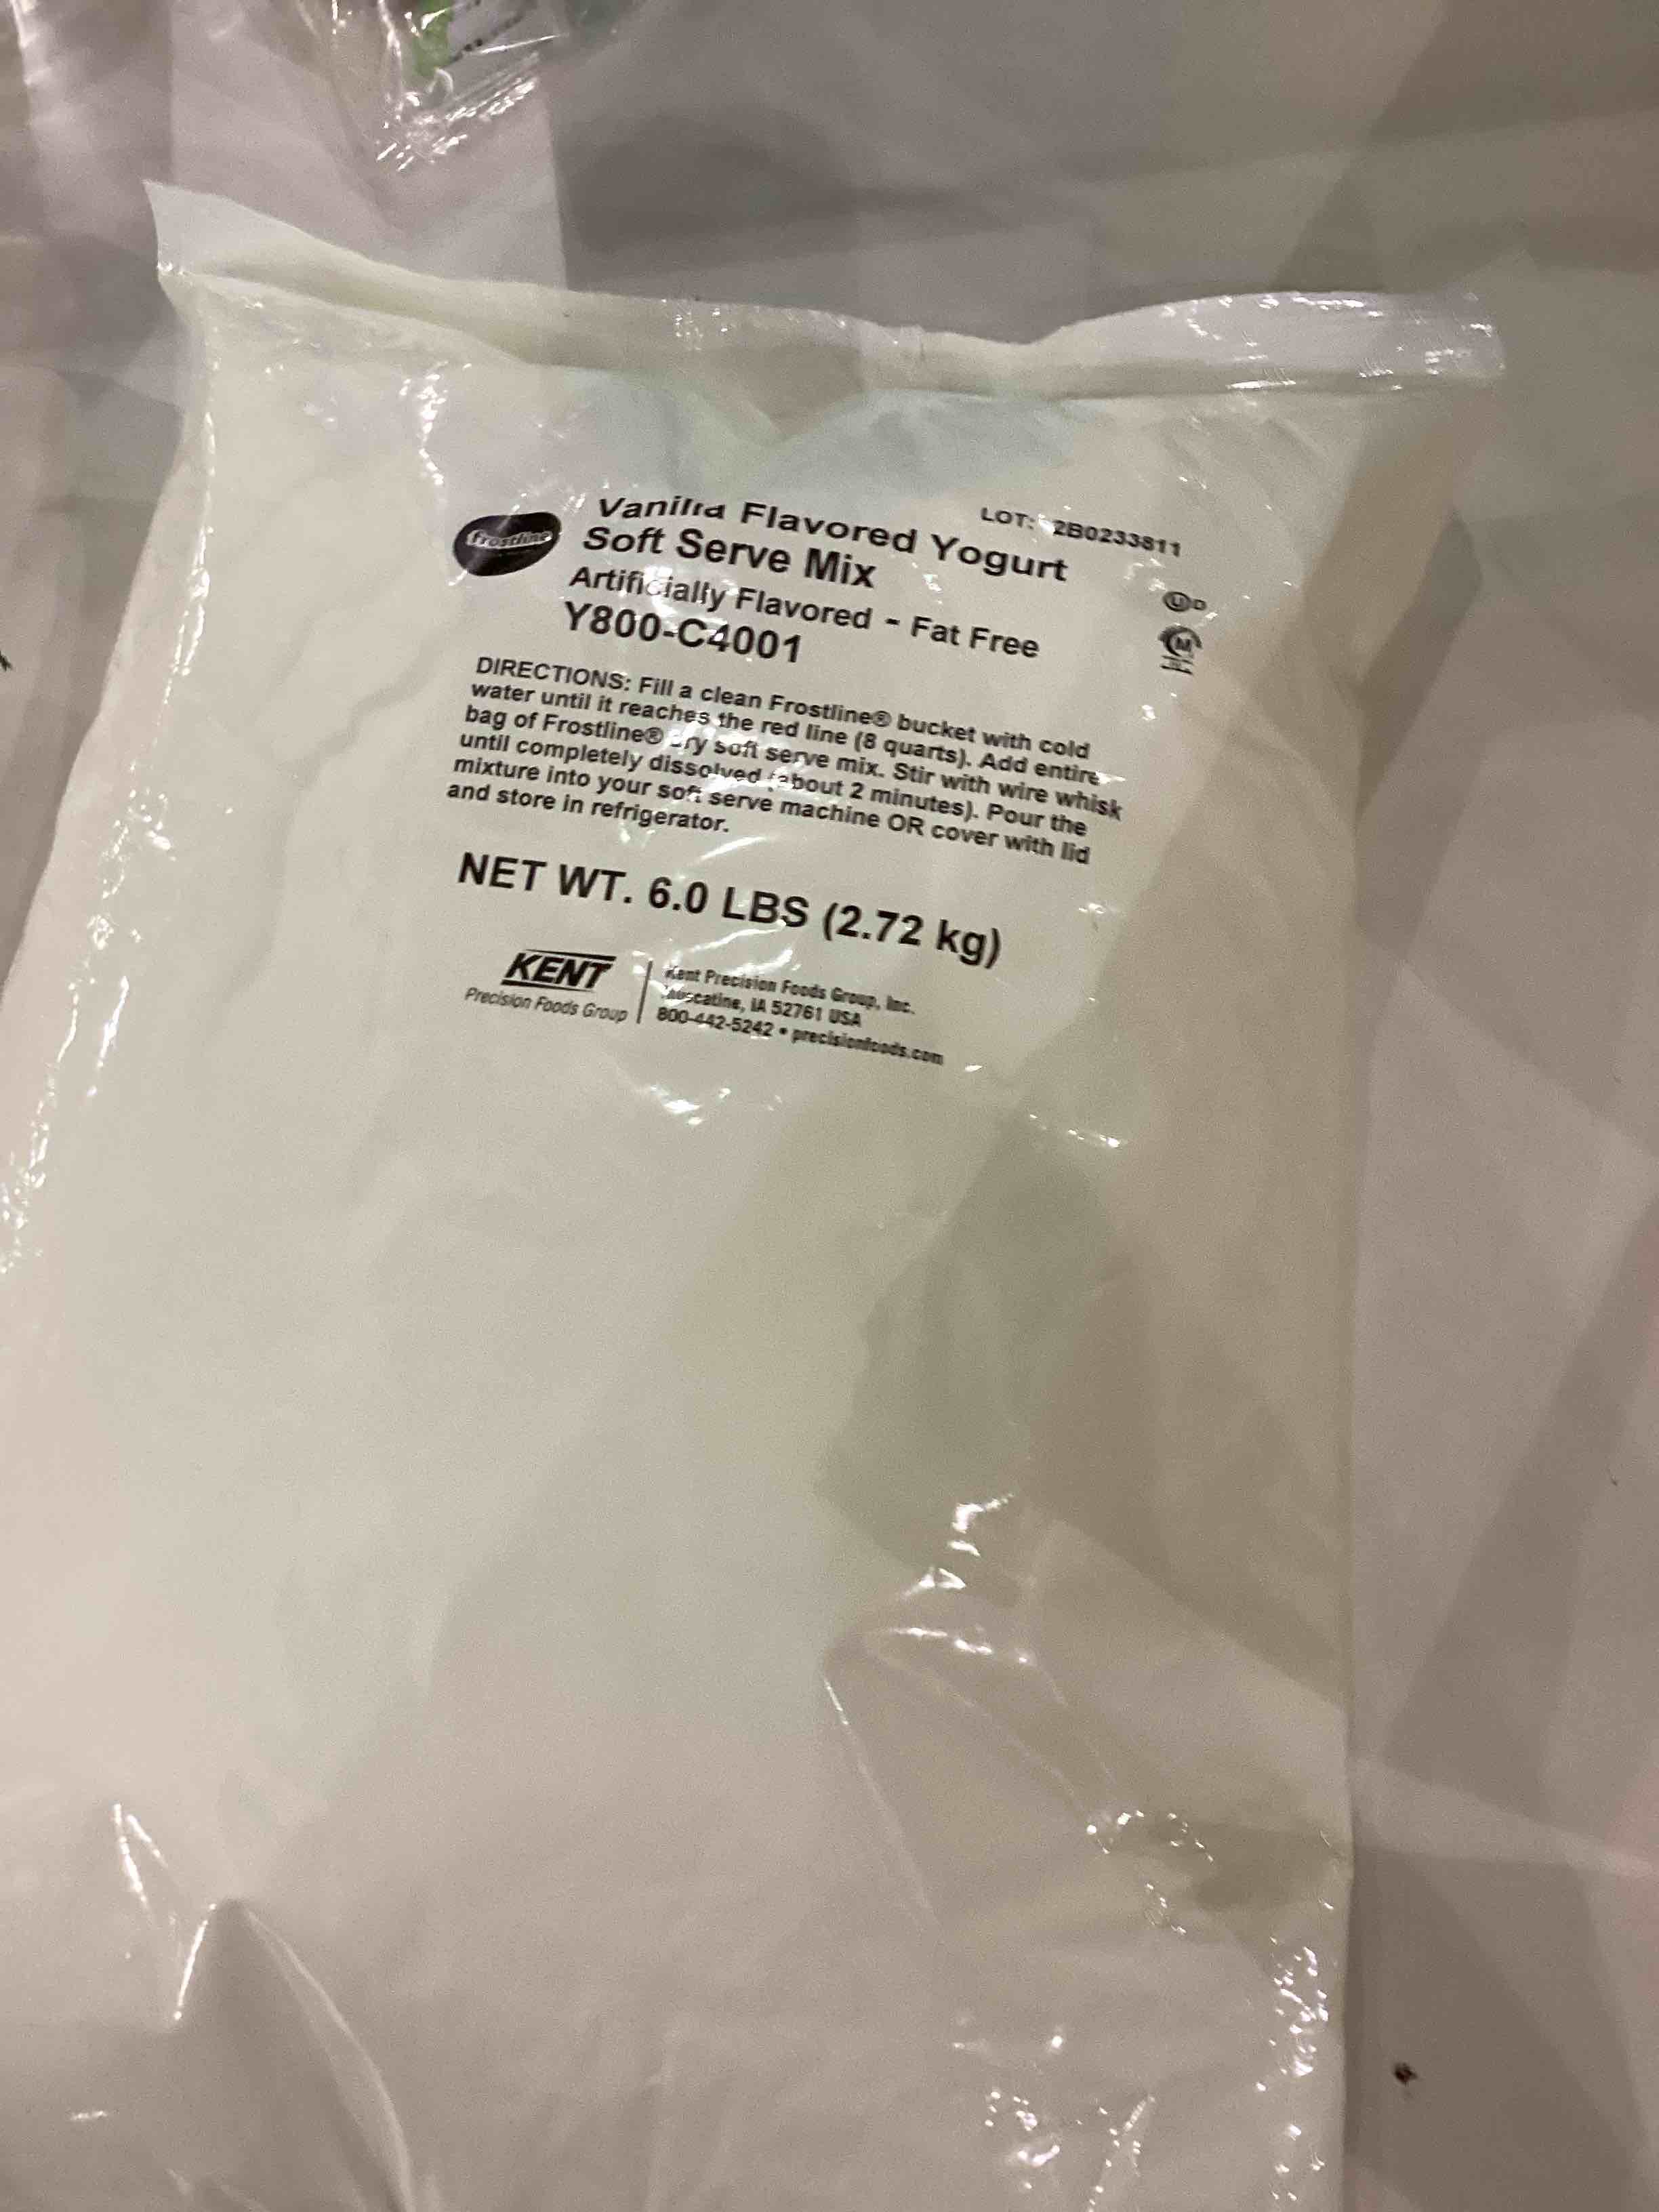 LOT: 2B0233811
frostline
Vanilla Flavored Yogurt
Soft Serve Mix
Artificially Flavored - Fat Free
Y800-C4001
U D
M
DIRECTIONS: Fill a clean Frostline® bucket with cold
water until it reaches the red line (8 quarts). Add entire
bag of Frostline® dry soft serve mix. Stir with wire whisk
until completely dissolved (about 2 minutes). Pour the
mixture into your soft serve machine OR cover with lid
and store in refrigerator.
NET WT. 6.0 LBS (2.72 kg)
KENT
Precision Foods Group
Kent Precision Foods Group, Inc.
Muscatine, IA 52761 USA
800-442-5242 • precisionfoods.com